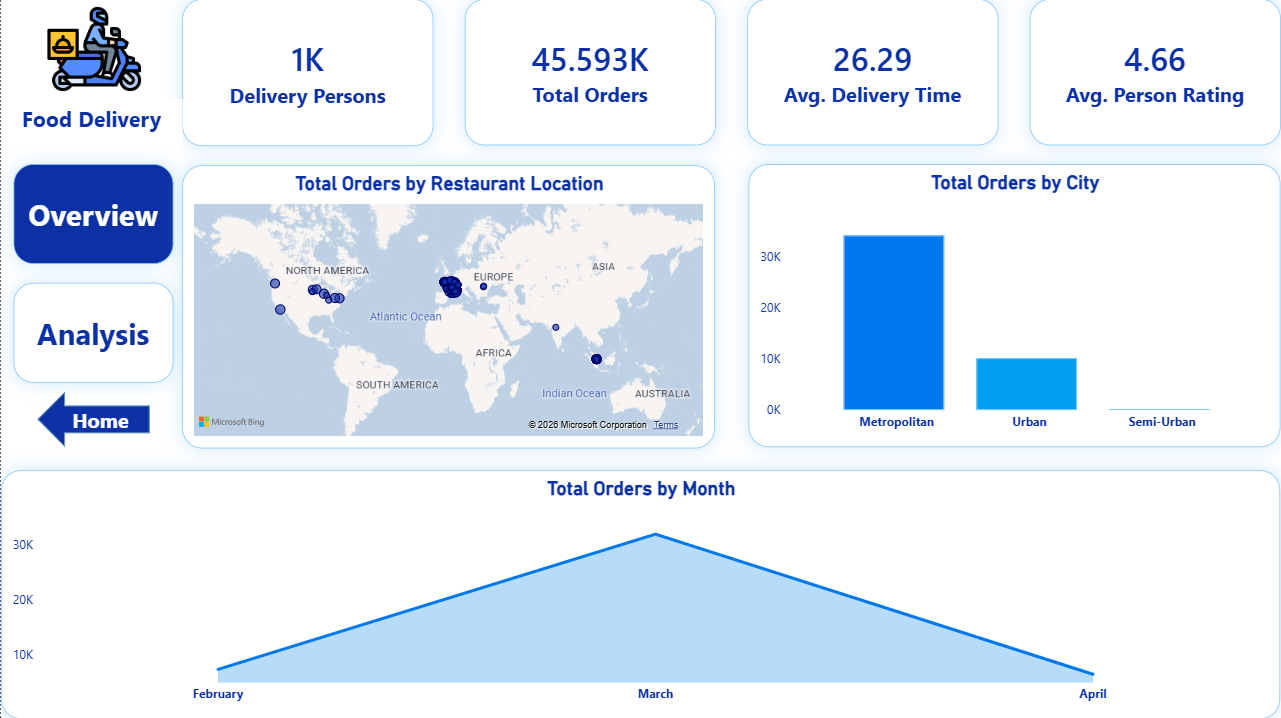 Food Delivery
1K
Delivery Persons
45.593K
Total Orders
26.29
Avg. Delivery Time
4.66
Avg. Person Rating
Overview
Analysis
Home
Total Orders by Restaurant Location
NORTH AMERICA
EUROPE
ASIA
Atlantic Ocean
AFRICA
SOUTH AMERICA
Indian Ocean
AUSTRALIA
Microsoft Bing
© 2026 Microsoft Corporation Terms
Total Orders by City
30K
20K
10K
0K
Metropolitan
Urban
Semi-Urban
Total Orders by Month
30K
20K
10K
February
March
April